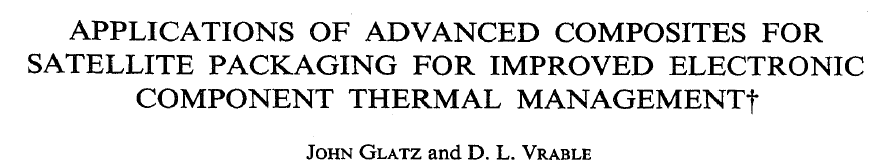 APPLICATIONS OF ADVANCED COMPOSITES FOR
SATELLITE PACKAGING FOR IMPROVED ELECTRONIC
COMPONENT THERMAL MANAGEMENT†
JOHN GLATZ and D. L. VRABLE